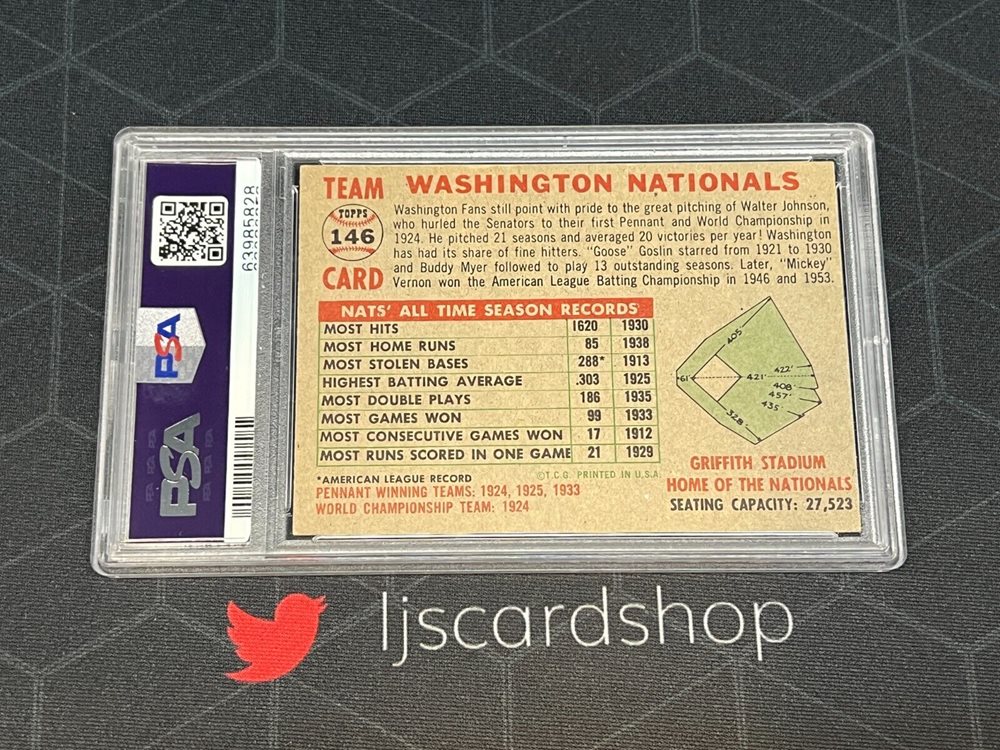 TEAM
WASHINGTON NATIONALS
TOPPS
146
CARD
Washington Fans still point with pride to the great pitching of Walter Johnson,
who hurled the Senators to their first Pennant and World Championship in
1924. He pitched 21 seasons and averaged 20 victories per year! Washington
has had its share of fine hitters. "Goose" Goslin starred from 1921 to 1930
and Buddy Myer followed to play 13 outstanding seasons. Later, "Mickey"
Vernon won the American League Batting Championship in 1946 and 1953.
NATS' ALL TIME SEASON RECORDS
MOST HITS 1620 1930
MOST HOME RUNS 85 1938
MOST STOLEN BASES 288* 1913
HIGHEST BATTING AVERAGE .303 1925
MOST DOUBLE PLAYS 186 1935
MOST GAMES WON 99 1933
MOST CONSECUTIVE GAMES WON 17 1912
MOST RUNS SCORED IN ONE GAME 21 1929
*AMERICAN LEAGUE RECORD
©T.C.G. PRINTED IN U.S.A
PENNANT WINNING TEAMS: 1924, 1925, 1933
WORLD CHAMPIONSHIP TEAM: 1924
405
61'
421'
422'
408'
457'
435'
328'
GRIFFITH STADIUM
HOME OF THE NATIONALS
SEATING CAPACITY: 27,523
63985828
PSA
PSA
ljscardshop